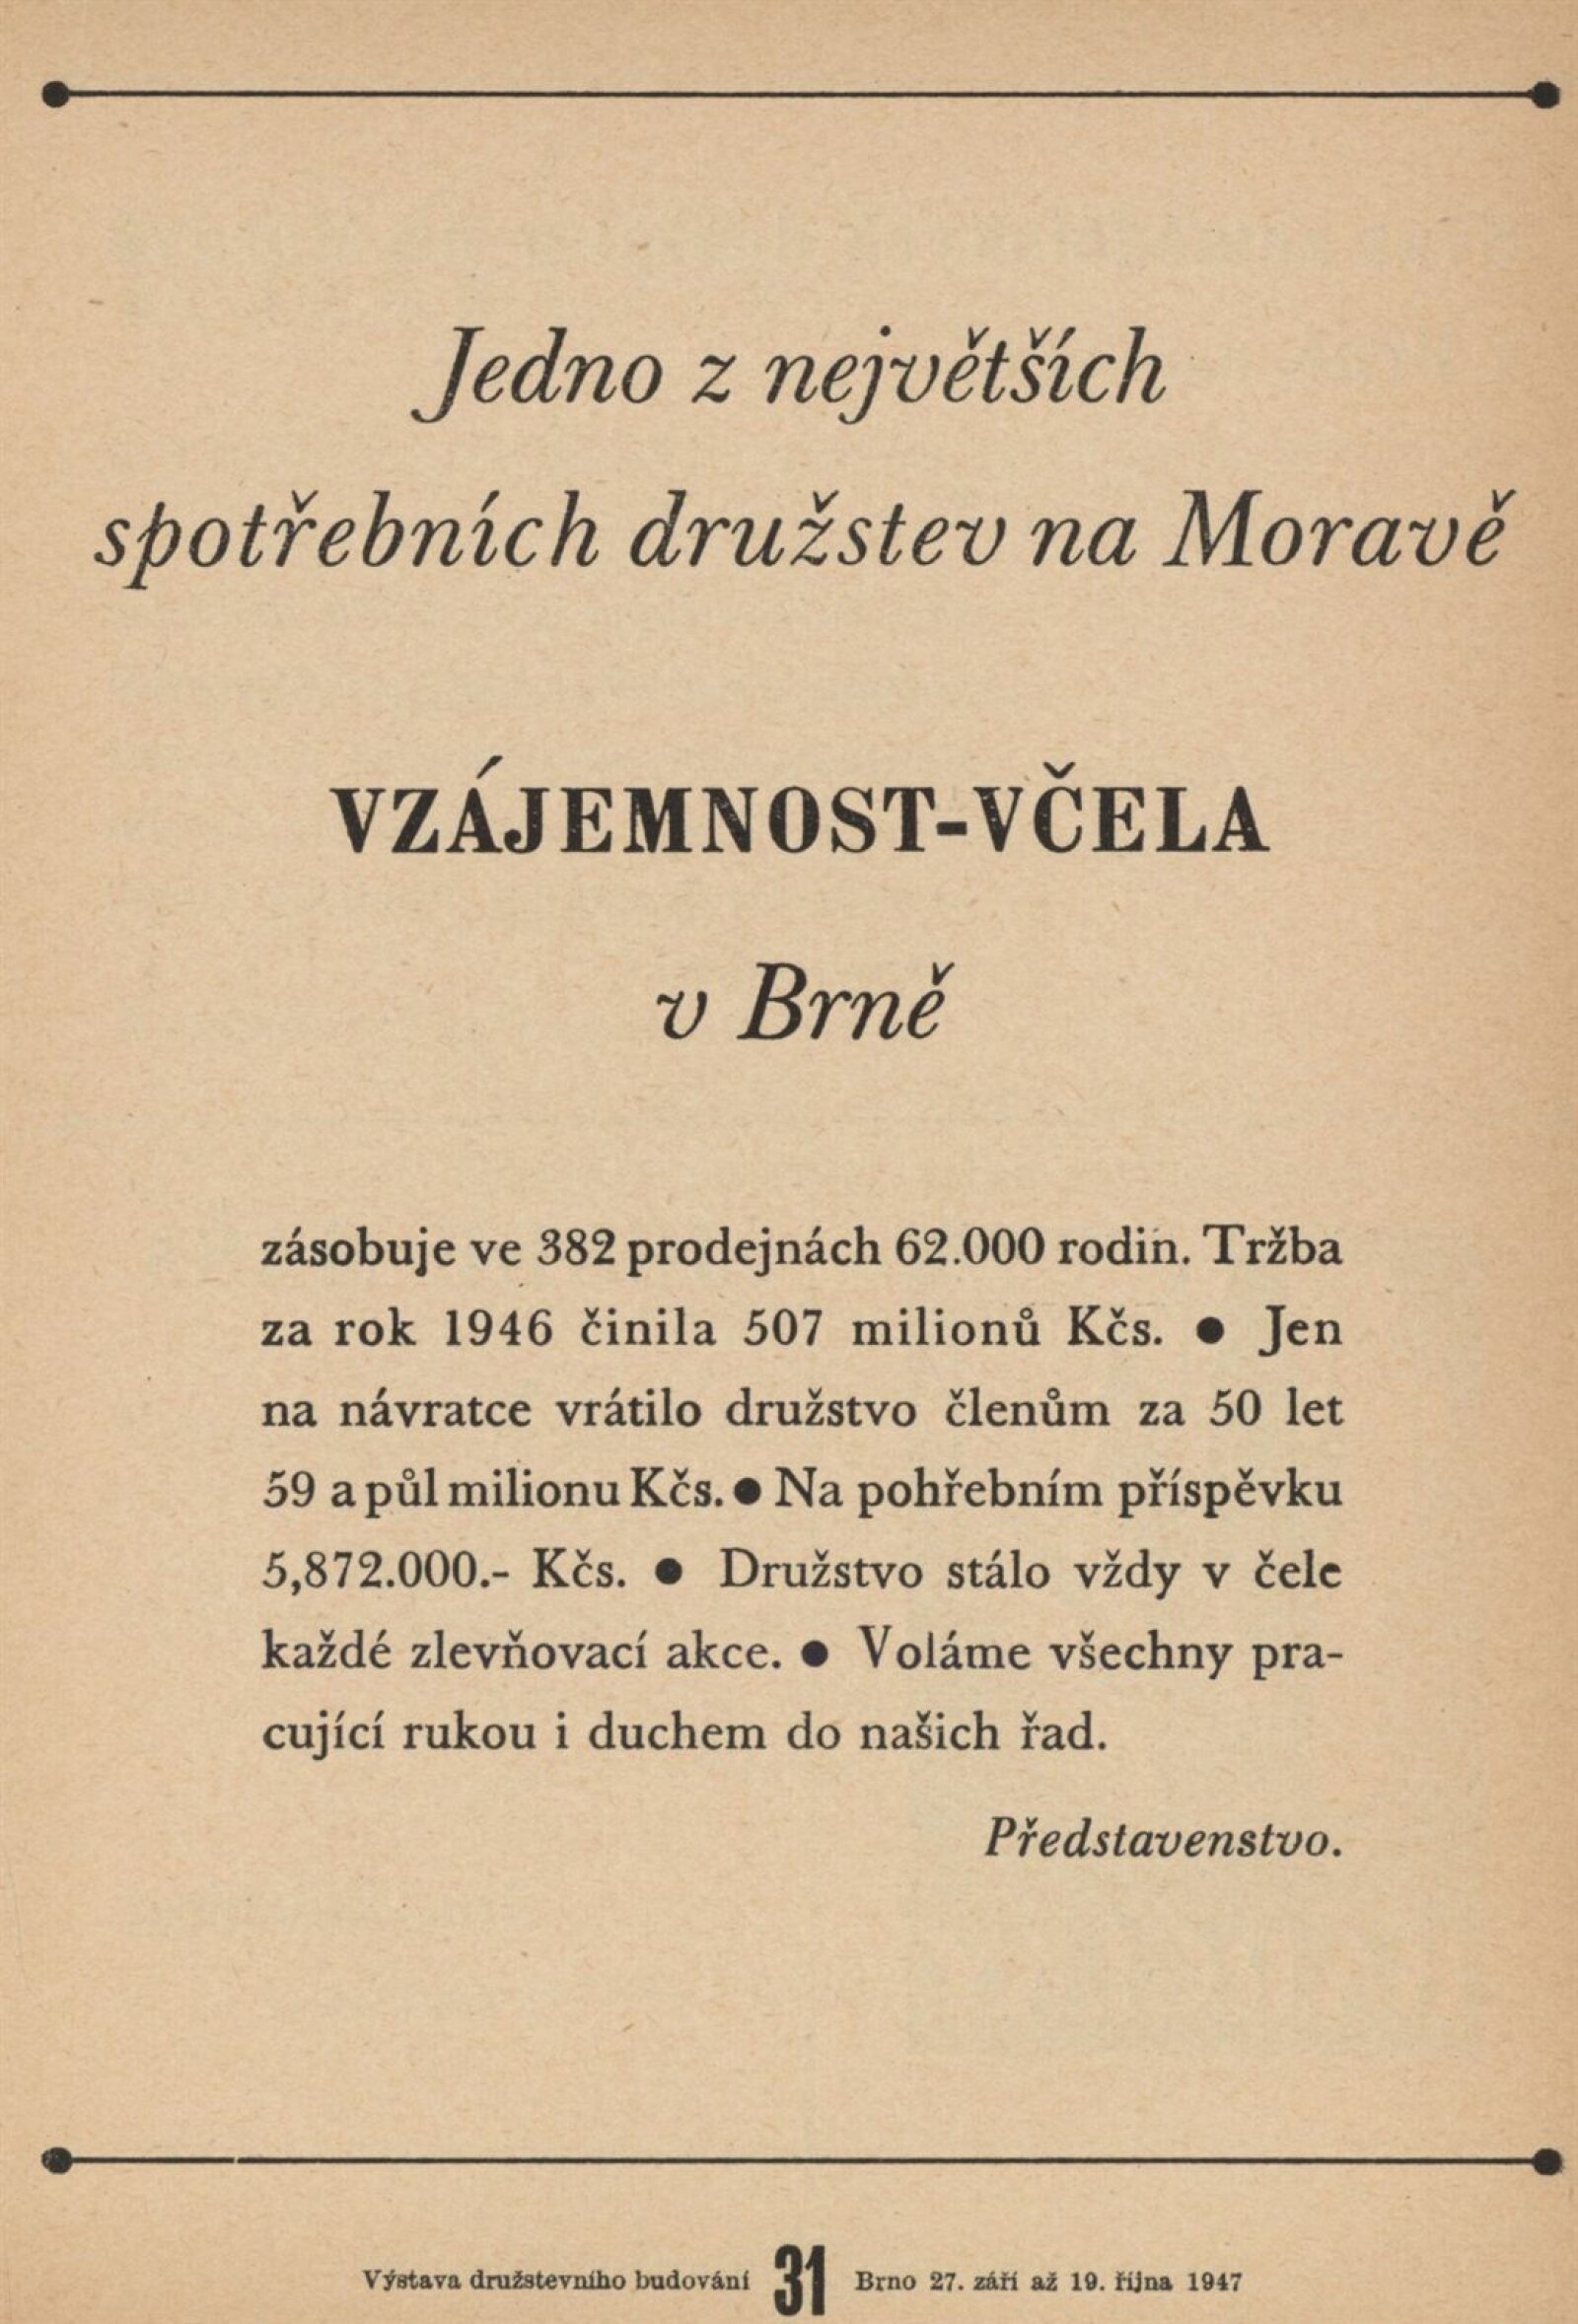 Jedno z největších
spotřebních družstev na Moravě
VZÁJEMNOST-VČELA
v Brně
zásobuje ve 382 prodejnách 62.000 rodin. Tržba
za rok 1946 činila 507 milionů Kčs. ● Jen
na návratce vrátilo družstvo členům za 50 let
59 a půl milionu Kčs. ● Na pohřebním příspěvku
5,872.000.- Kčs. ● Družstvo stálo vždy v čele
každé zlevňovací akce. ● Voláme všechny pra-
cující rukou i duchem do našich řad.
Představenstvo.
Výstava družstevního budování 31 Brno 27. září až 19. října 1947